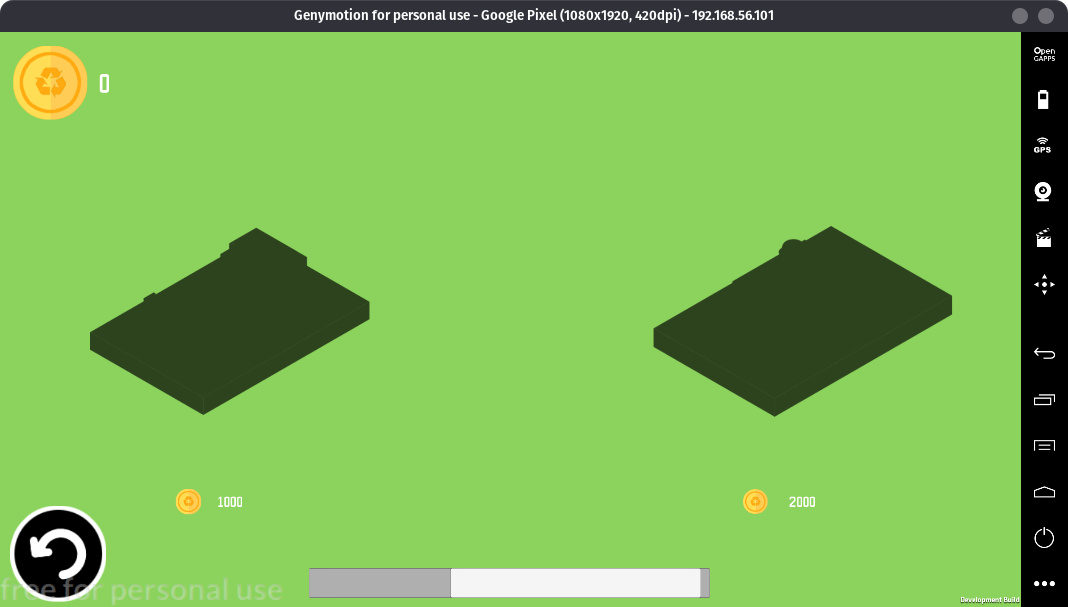 Genymotion for personal use - Google Pixel (1080x1920, 420dpi) - 192.168.56.101
Open
GAPPS
0
GPS
1000
2000
free for personal use
Development Build